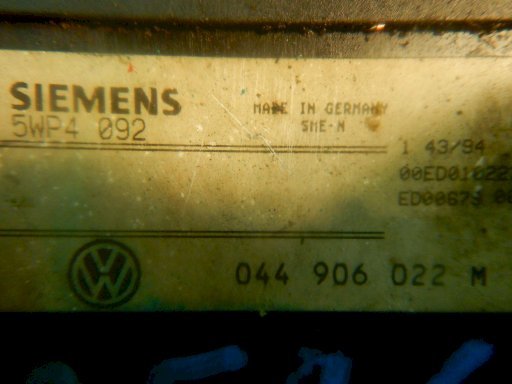 SIEMENS
5WP4 092
MADE IN GERMANY
SME-M
1 43/94
044 906 022 M